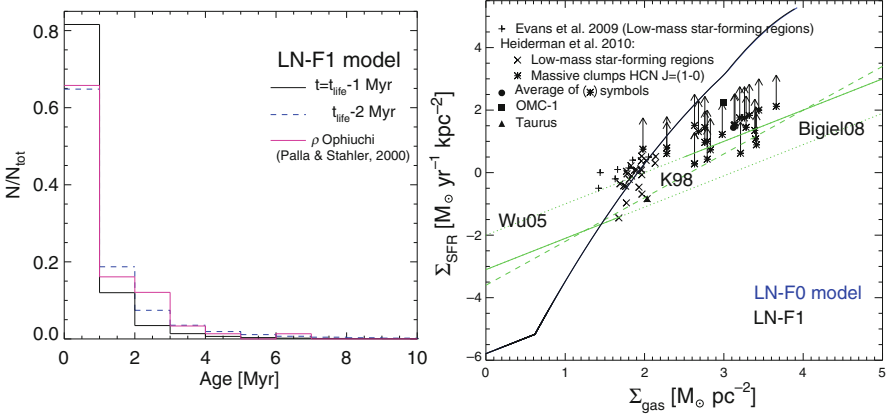 LN-F1 model
t=t_life-1 Myr
t_life-2 Myr
ρ Ophiuchi
(Palla & Stahler, 2000)
N/N_tot
0.8
0.6
0.4
0.2
0.0
0 2 4 6 8 10
Age [Myr]
+ Evans et al. 2009 (Low-mass star-forming regions)
Heiderman et al. 2010:
× Low-mass star-forming regions
Massive clumps HCN J=(1-0)
● Average of (⁎) symbols
■ OMC-1
▲ Taurus
Bigiel08
K98
Wu05
LN-F0 model
LN-F1
Σ_SFR [M_⊙ yr^-1 kpc^-2]
6
4
2
0
-2
-4
-6
0 1 2 3 4 5
Σ_gas [M_⊙ pc^-2]